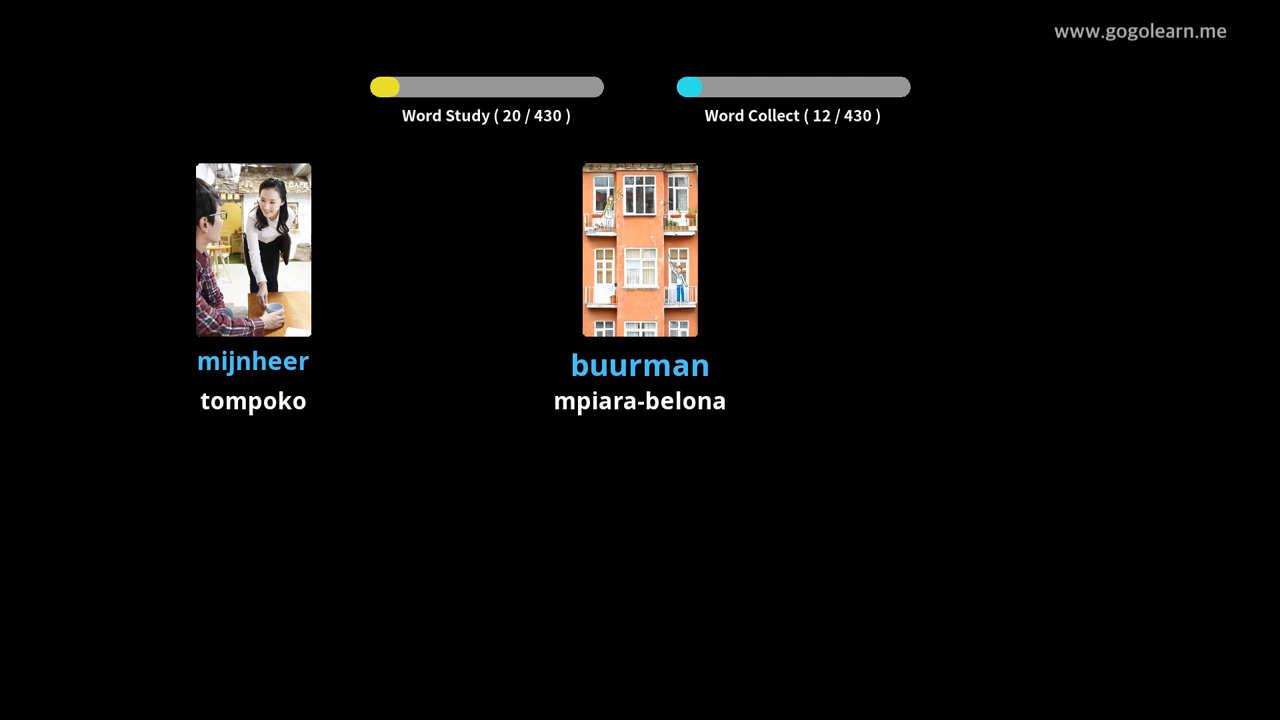 www.gogolearn.me
Word Study ( 20 / 430 )
Word Collect ( 12 / 430 )
mijnheer
tompoko
buurman
mpiara-belona